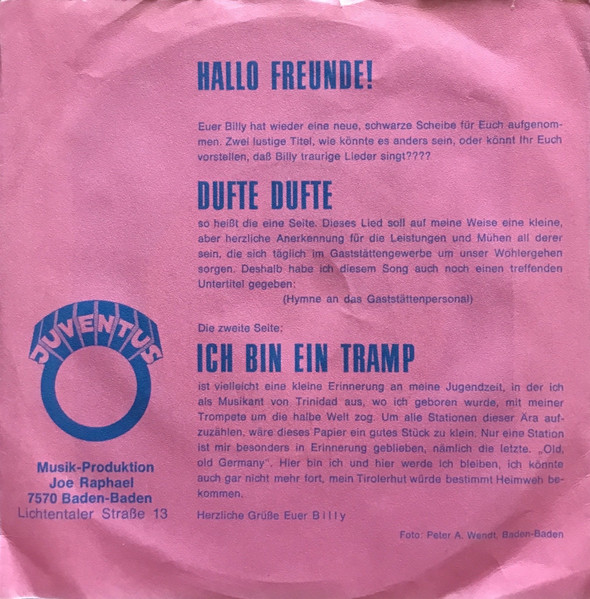 HALLO FREUNDE!
Euer Billy hat wieder eine neue, schwarze Scheibe für Euch aufgenom-
men. Zwei lustige Titel, wie könnte es anders sein, oder könnt Ihr Euch
vorstellen, daß Billy traurige Lieder singt????
DUFTE DUFTE
so heißt die eine Seite. Dieses Lied soll auf meine Weise eine kleine,
aber herzliche Anerkennung für die Leistungen und Mühen all derer
sein, die sich täglich im Gaststättengewerbe um unser Wohlergehen
sorgen. Deshalb habe ich diesem Song auch noch einen treffenden
Untertitel gegeben:
(Hymne an das Gaststättenpersonal)
Die zweite Seite:
ICH BIN EIN TRAMP
ist vielleicht eine kleine Erinnerung an meine Jugendzeit, in der ich
als Musikant von Trinidad aus, wo ich geboren wurde, mit meiner
Trompete um die halbe Welt zog. Um alle Stationen dieser Ära auf-
zuzählen, wäre dieses Papier ein gutes Stück zu klein. Nur eine Station
ist mir besonders in Erinnerung geblieben, nämlich die letzte. „Old,
old Germany". Hier bin ich und hier werde ich bleiben, ich könnte
auch gar nicht mehr fort, mein Tirolerhut würde bestimmt Heimweh be-
kommen.
Herzliche Grüße Euer Billy
Foto: Peter A. Wendt, Baden-Baden
JUVENTUS
Musik-Produktion
Joe Raphael
7570 Baden-Baden
Lichtentaler Straße 13